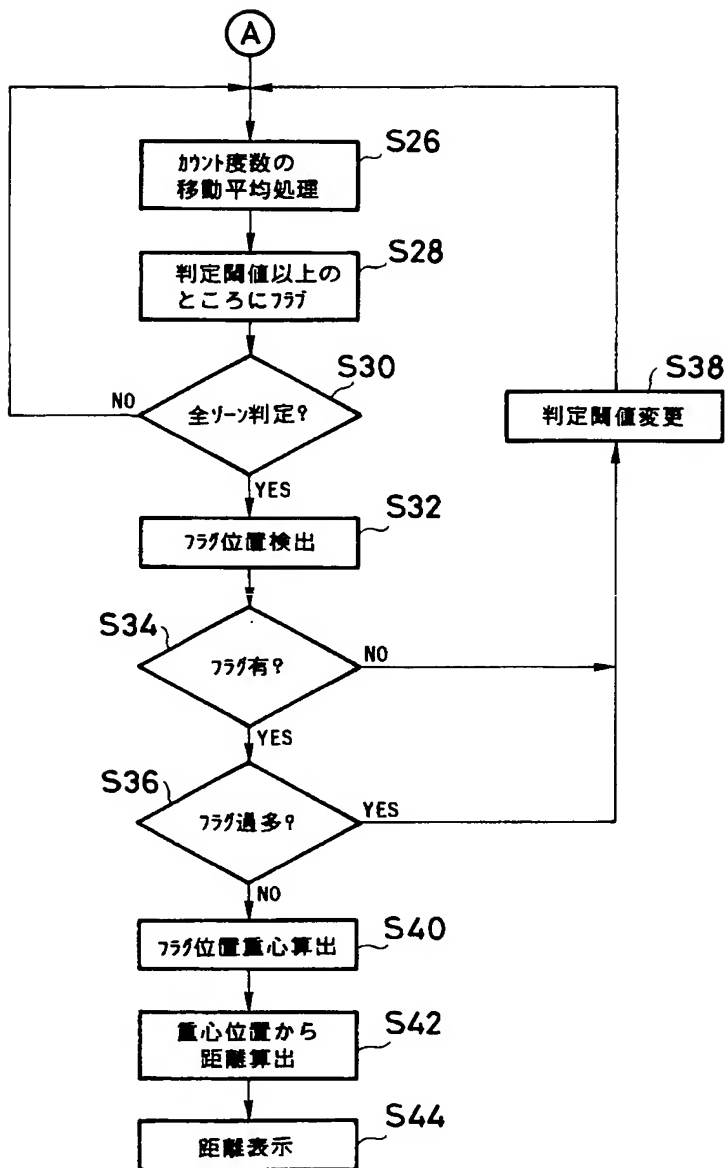 A
S26
カウント度数の
移動平均処理
S28
判定閾値以上の
ところにフラグ
S30
NO
全ゾーン判定?
YES
S38
判定閾値変更
S32
フラグ位置検出
S34
フラグ有?
NO
YES
S36
フラグ過多?
YES
NO
S40
フラグ位置重心算出
S42
重心位置から
距離算出
S44
距離表示